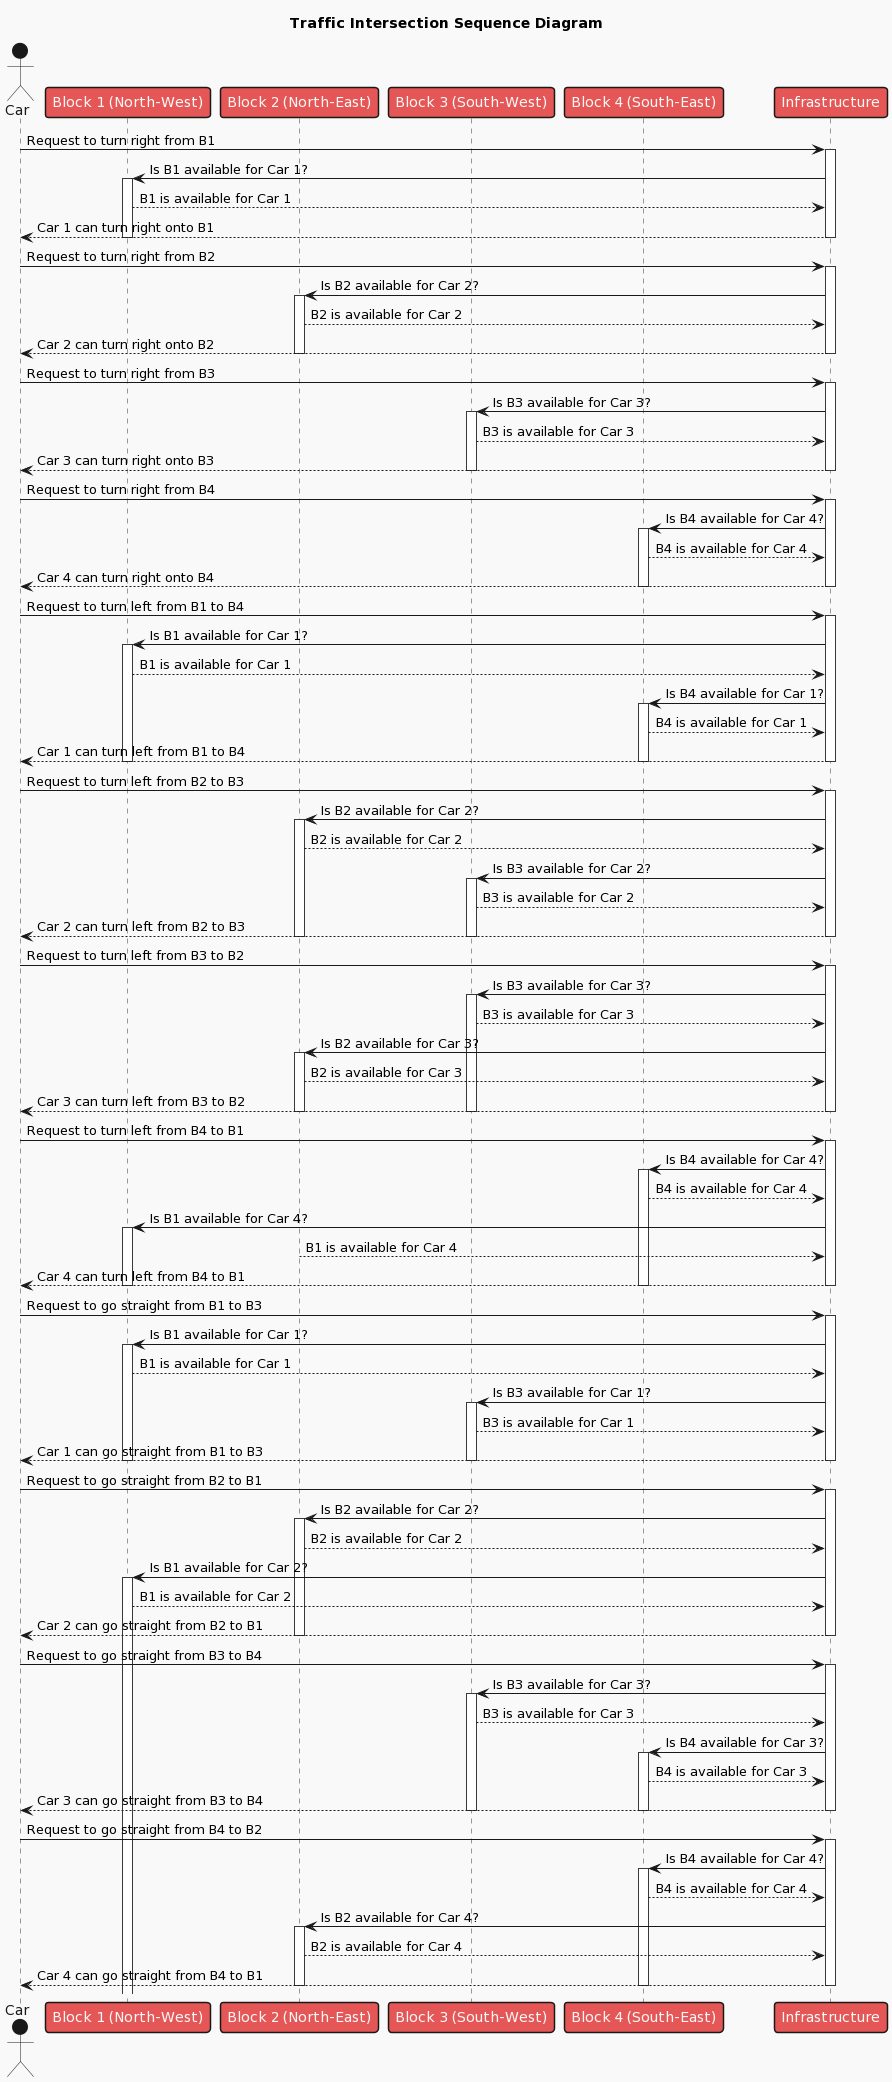 Traffic Intersection Sequence Diagram
Car
Block 1 (North-West)
Block 2 (North-East)
Block 3 (South-West)
Block 4 (South-East)
Infrastructure
Request to turn right from B1
Is B1 available for Car 1?
B1 is available for Car 1
Car 1 can turn right onto B1
Request to turn right from B2
Is B2 available for Car 2?
B2 is available for Car 2
Car 2 can turn right onto B2
Request to turn right from B3
Is B3 available for Car 3?
B3 is available for Car 3
Car 3 can turn right onto B3
Request to turn right from B4
Is B4 available for Car 4?
B4 is available for Car 4
Car 4 can turn right onto B4
Request to turn left from B1 to B4
Is B1 available for Car 1?
B1 is available for Car 1
Is B4 available for Car 1?
B4 is available for Car 1
Car 1 can turn left from B1 to B4
Request to turn left from B2 to B3
Is B2 available for Car 2?
B2 is available for Car 2
Is B3 available for Car 2?
B3 is available for Car 2
Car 2 can turn left from B2 to B3
Request to turn left from B3 to B2
Is B3 available for Car 3?
B3 is available for Car 3
Is B2 available for Car 3?
B2 is available for Car 3
Car 3 can turn left from B3 to B2
Request to turn left from B4 to B1
Is B4 available for Car 4?
B4 is available for Car 4
Is B1 available for Car 4?
B1 is available for Car 4
Car 4 can turn left from B4 to B1
Request to go straight from B1 to B3
Is B1 available for Car 1?
B1 is available for Car 1
Is B3 available for Car 1?
B3 is available for Car 1
Car 1 can go straight from B1 to B3
Request to go straight from B2 to B1
Is B2 available for Car 2?
B2 is available for Car 2
Is B1 available for Car 2?
B1 is available for Car 2
Car 2 can go straight from B2 to B1
Request to go straight from B3 to B4
Is B3 available for Car 3?
B3 is available for Car 3
Is B4 available for Car 3?
B4 is available for Car 3
Car 3 can go straight from B3 to B4
Request to go straight from B4 to B2
Is B4 available for Car 4?
B4 is available for Car 4
Is B2 available for Car 4?
B2 is available for Car 4
Car 4 can go straight from B4 to B1
Car
Block 1 (North-West)
Block 2 (North-East)
Block 3 (South-West)
Block 4 (South-East)
Infrastructure